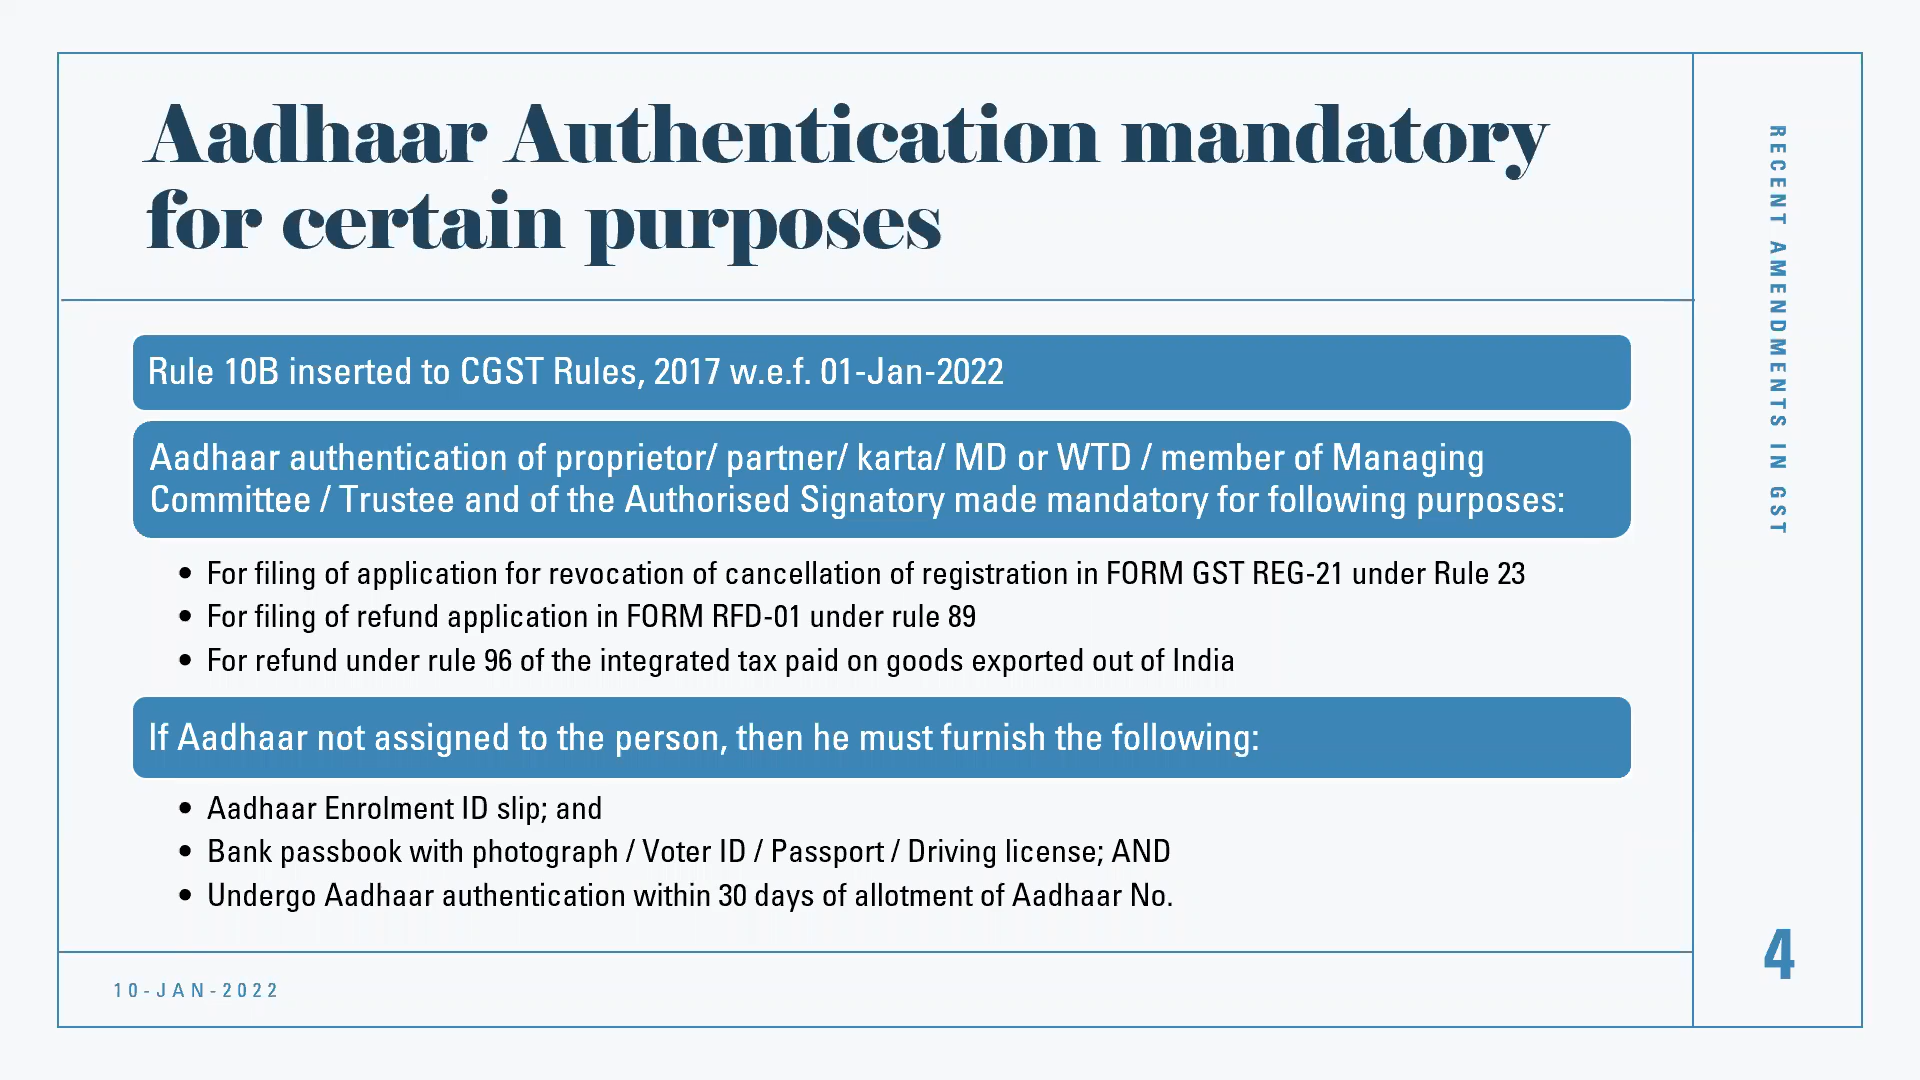 Aadhaar Authentication mandatory
for certain purposes
Rule 10B inserted to CGST Rules, 2017 w.e.f. 01-Jan-2022
Aadhaar authentication of proprietor/ partner/ karta/ MD or WTD / member of Managing
Committee / Trustee and of the Authorised Signatory made mandatory for following purposes:
• For filing of application for revocation of cancellation of registration in FORM GST REG-21 under Rule 23
• For filing of refund application in FORM RFD-01 under rule 89
• For refund under rule 96 of the integrated tax paid on goods exported out of India
If Aadhaar not assigned to the person, then he must furnish the following:
• Aadhaar Enrolment ID slip; and
• Bank passbook with photograph / Voter ID / Passport / Driving license; AND
• Undergo Aadhaar authentication within 30 days of allotment of Aadhaar No.
10-JAN-2022
RECENT AMENDMENTS IN GST
4